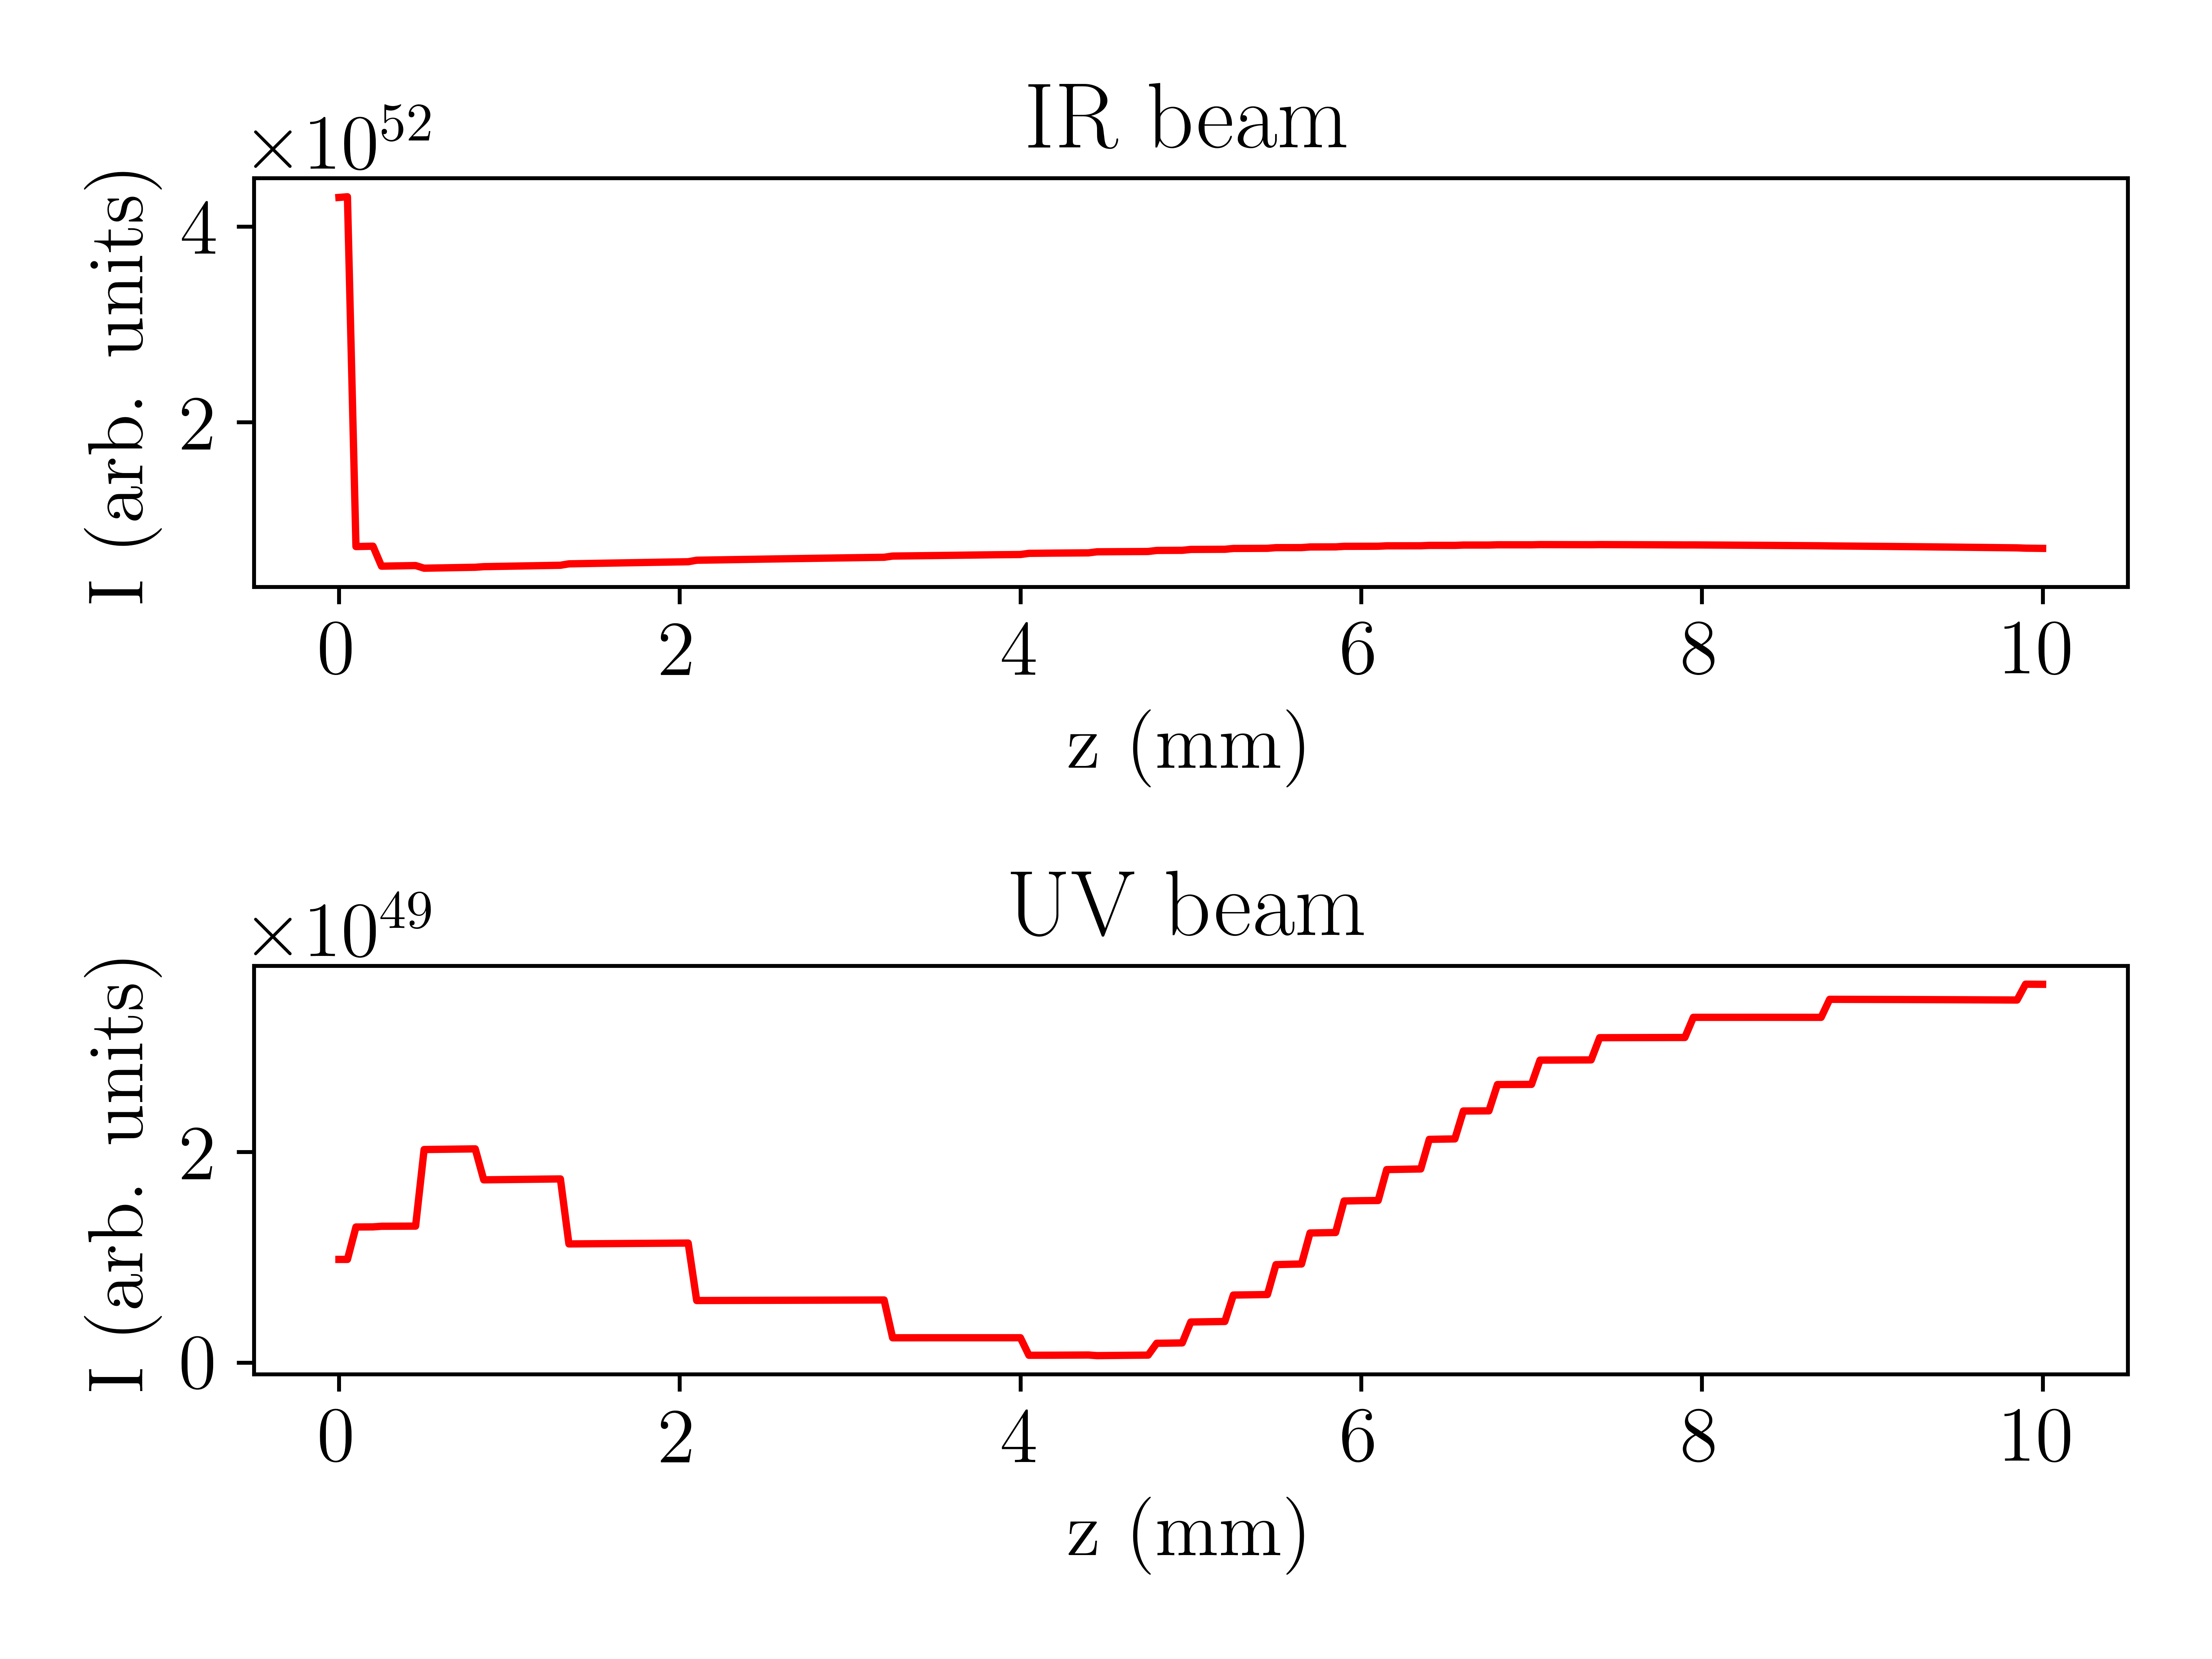 IR beam
×10^52
I (arb. units)
4
2
0 2 4 6 8 10
z (mm)
UV beam
×10^49
I (arb. units)
2
0
0 2 4 6 8 10
z (mm)